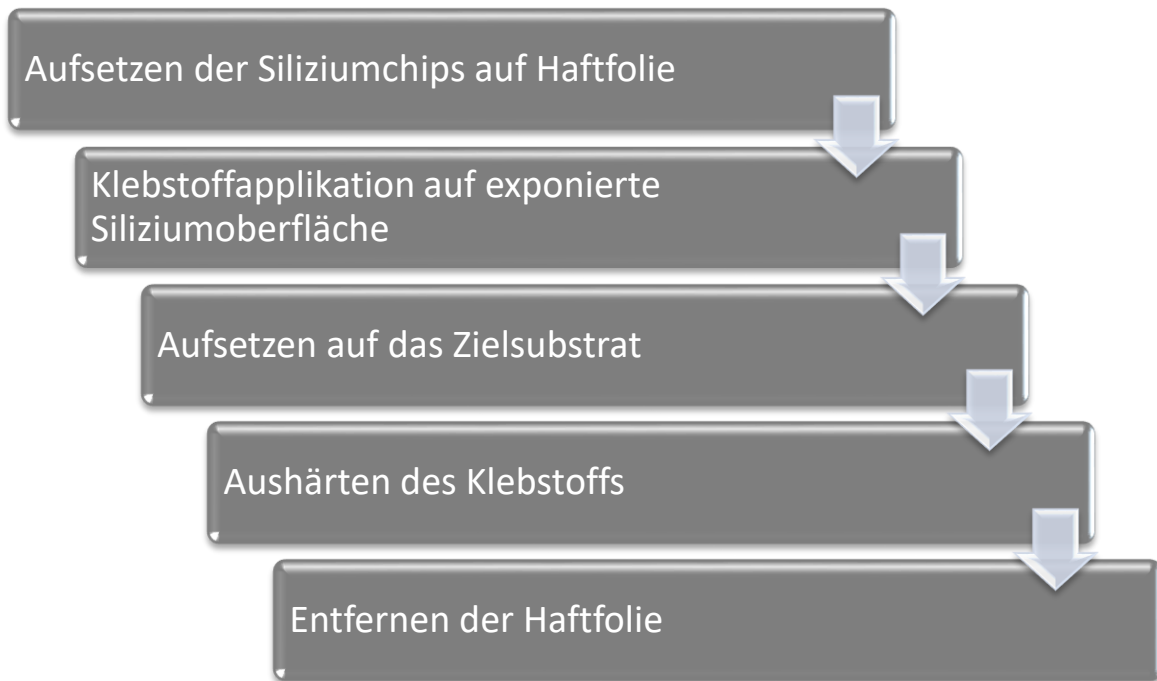 Aufsetzen der Siliziumchips auf Haftfolie
Klebstoffapplikation auf exponierte
Siliziumoberfläche
Aufsetzen auf das Zielsubstrat
Aushärten des Klebstoffs
Entfernen der Haftfolie